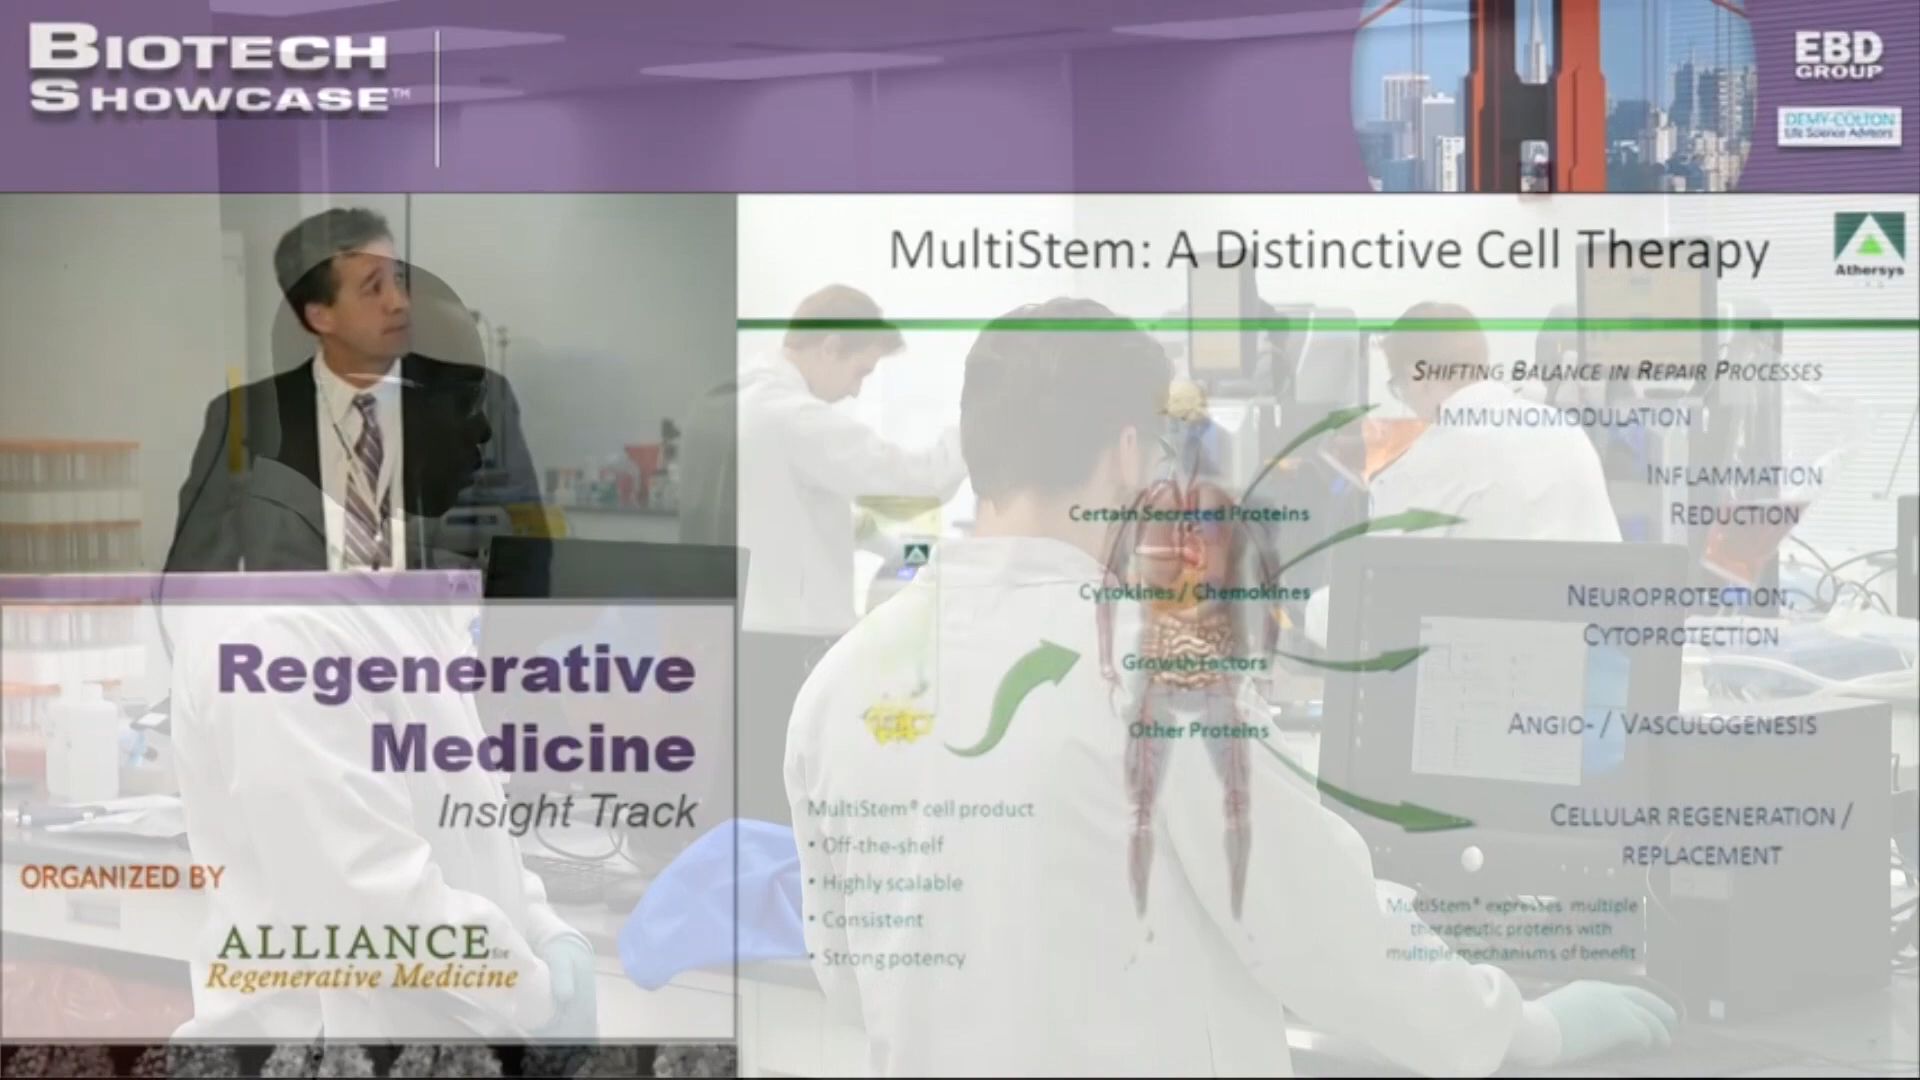 BIOTECH
SHOWCASE™
EBD
GROUP
DEMY-COLTON
Life Science Advisors
MultiStem: A Distinctive Cell Therapy
Athersys
SHIFTING BALANCE IN REPAIR PROCESSES
IMMUNOMODULATION
INFLAMMATION
REDUCTION
NEUROPROTECTION,
CYTOPROTECTION
ANGIO- / VASCULOGENESIS
CELLULAR REGENERATION /
REPLACEMENT
Certain Secreted Proteins
Cytokines / Chemokines
Growth Factors
Other Proteins
MultiStem® cell product
• Off-the-shelf
• Highly scalable
• Consistent
• Strong potency
MultiStem® expresses multiple
therapeutic proteins with
multiple mechanisms of benefit
Regenerative
Medicine
Insight Track
ORGANIZED BY
ALLIANCE for
Regenerative Medicine